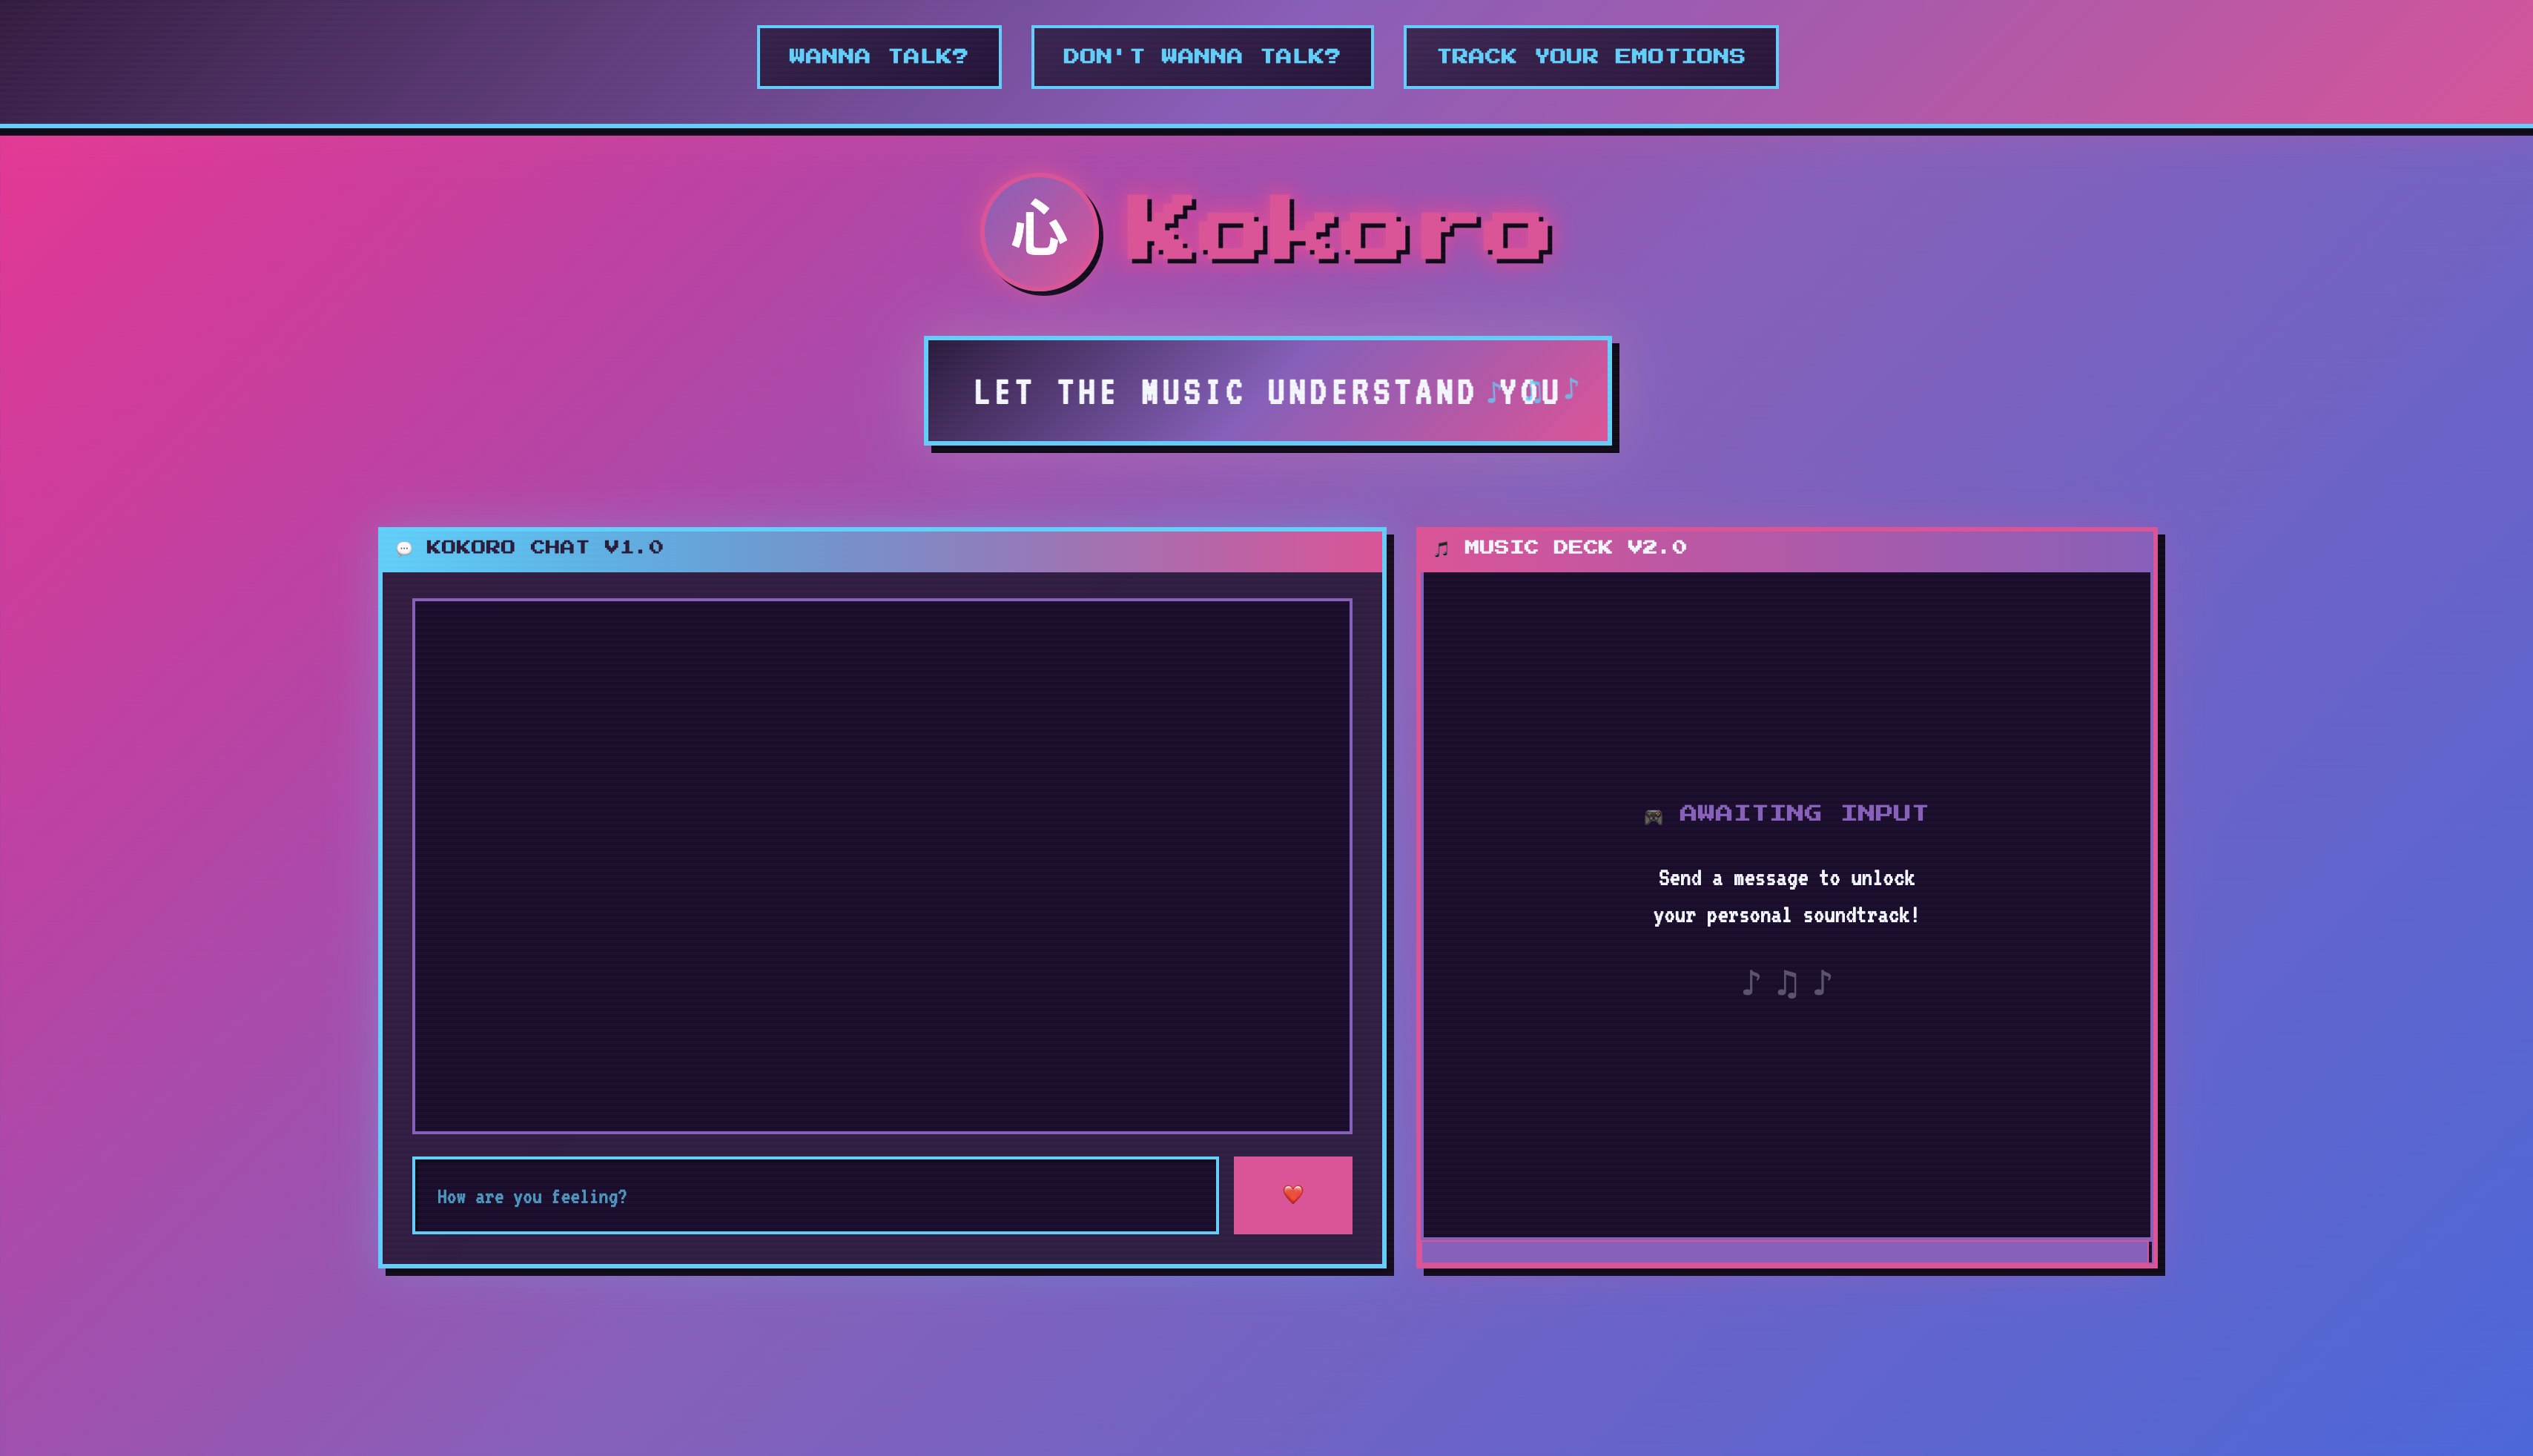 WANNA TALK?
DON'T WANNA TALK?
TRACK YOUR EMOTIONS
心 Kokoro
LET THE MUSIC UNDERSTAND YOU ♪ ♫ ♪
💬 KOKORO CHAT V1.0
How are you feeling?
❤️
🎵 MUSIC DECK V2.0
🎮 AWAITING INPUT
Send a message to unlock
your personal soundtrack!
♪ ♫ ♪